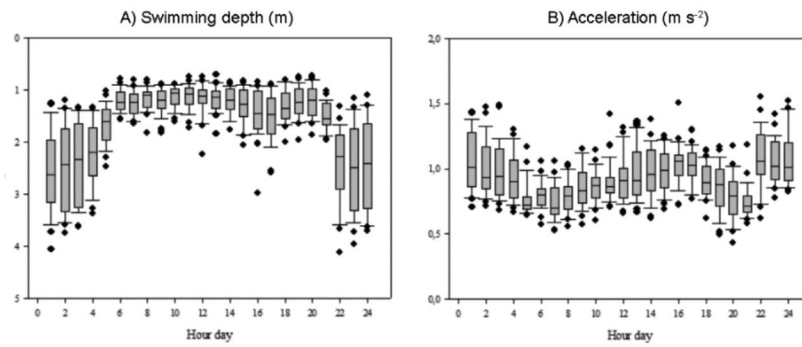 A) Swimming depth (m)
0
1
2
3
4
5
0 2 4 6 8 10 12 14 16 18 20 22 24
Hour day
B) Acceleration (m s⁻²)
2,0
1,5
1,0
0,5
0,0
0 2 4 6 8 10 12 14 16 18 20 22 24
Hour day